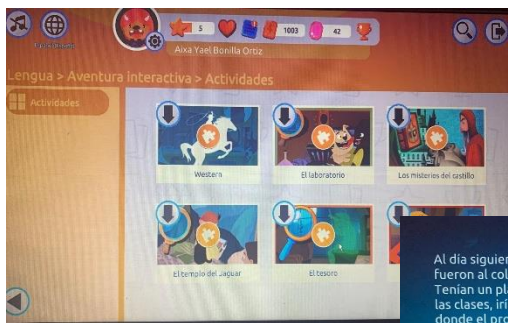 5
1003
42
Aixa Yael Bonilla Ortiz
Lengua > Aventura interactiva > Actividades
Actividades
Western
El laboratorio
Los misterios del castillo
El templo del Jaguar
El tesoro
Al día siguien
fueron al col
Tenían un pl
las clases, irí
donde el pro